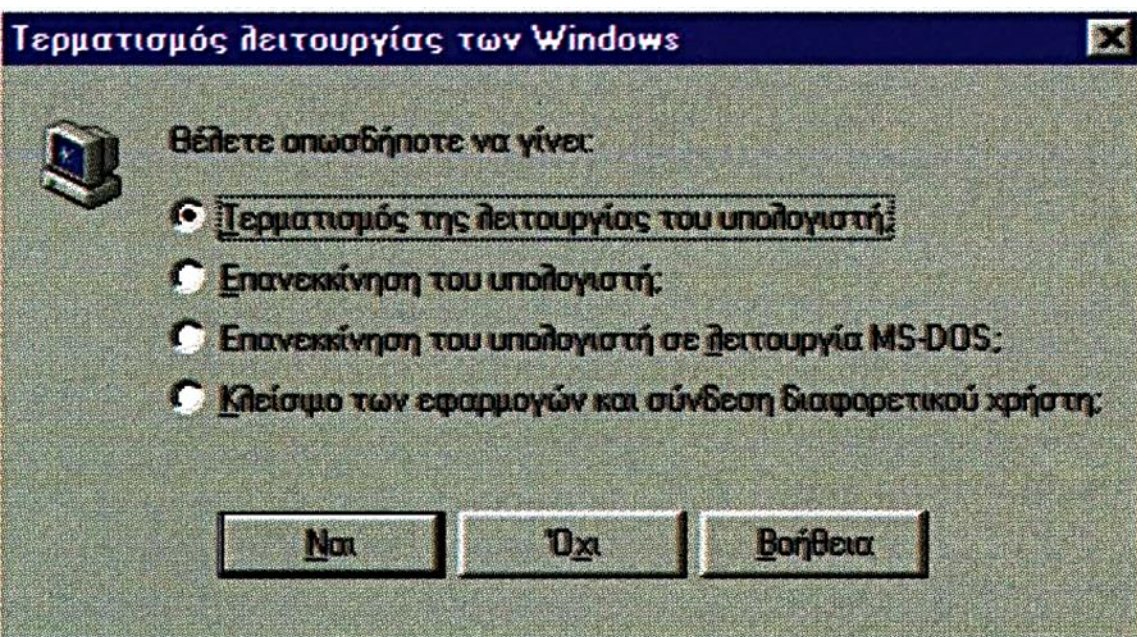 Τερματισμός λειτουργίας των Windows
Θέλετε οπωσδήποτε να γίνει:
Τερματισμός της λειτουργίας του υπολογιστή;
Επανεκκίνηση του υπολογιστή;
Επανεκκίνηση του υπολογιστή σε λειτουργία MS-DOS;
Κλείσιμο των εφαρμογών και σύνδεση διαφορετικού χρήστη;
Ναι Όχι Βοήθεια